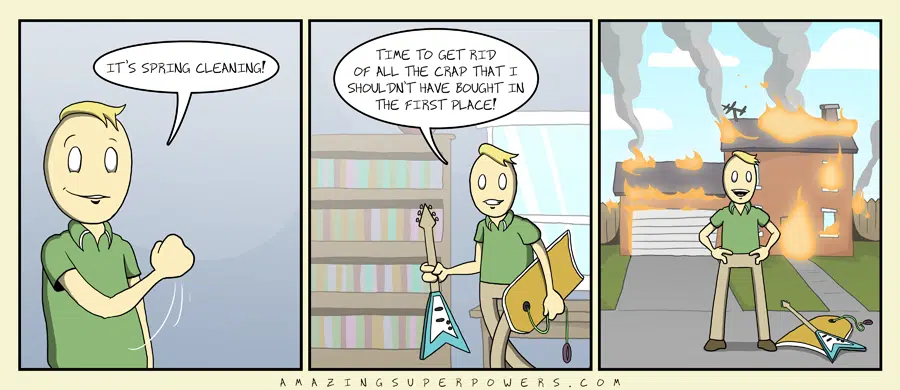 IT'S SPRING CLEANING!
TIME TO GET RID
OF ALL THE CRAP THAT I
SHOULDN'T HAVE BOUGHT IN
THE FIRST PLACE!
AMAZINGSUPERPOWERS.COM